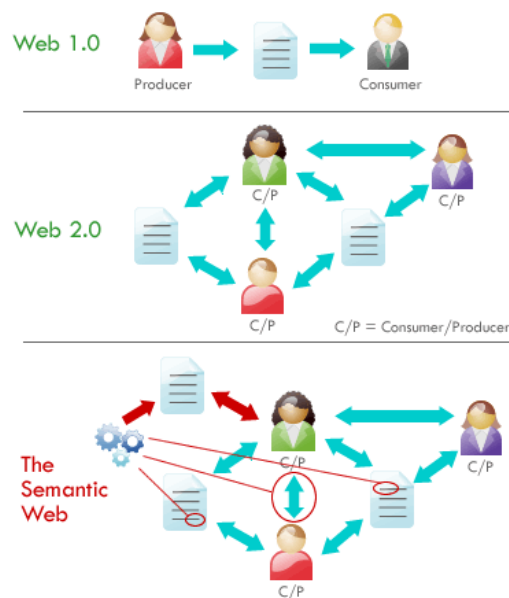 Web 1.0
Producer
Consumer
C/P
C/P
Web 2.0
C/P
C/P = Consumer/Producer
C/P
C/P
The
Semantic
Web
C/P